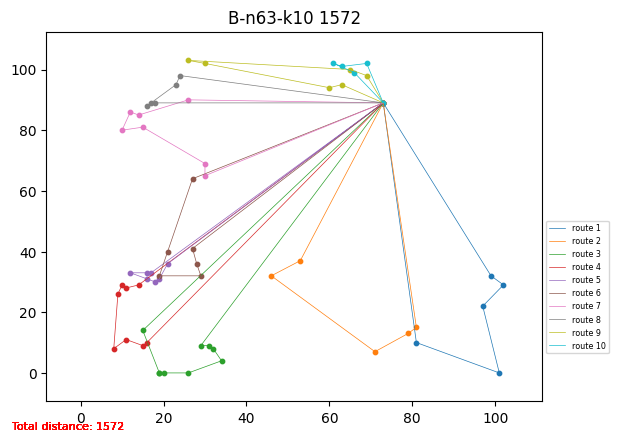 B-n63-k10 1572
100
80
60
40
20
0
0 20 40 60 80 100
route 1
route 2
route 3
route 4
route 5
route 6
route 7
route 8
route 9
route 10
Total distance: 1572